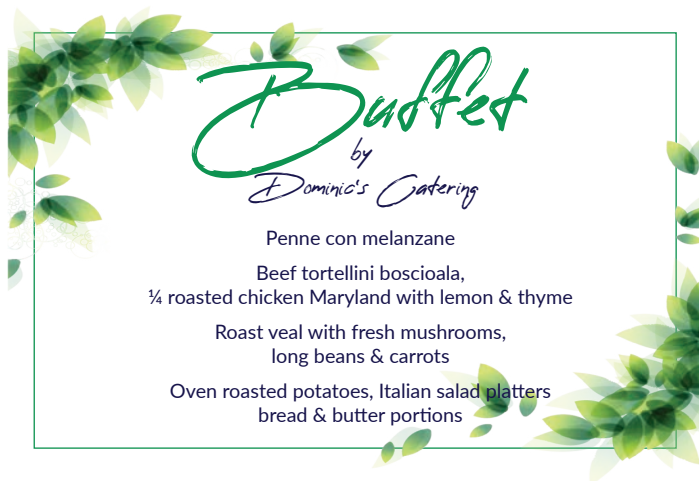 Buffet
by
Dominic's Catering
Penne con melanzane
Beef tortellini boscioala,
¼ roasted chicken Maryland with lemon & thyme
Roast veal with fresh mushrooms,
long beans & carrots
Oven roasted potatoes, Italian salad platters
bread & butter portions